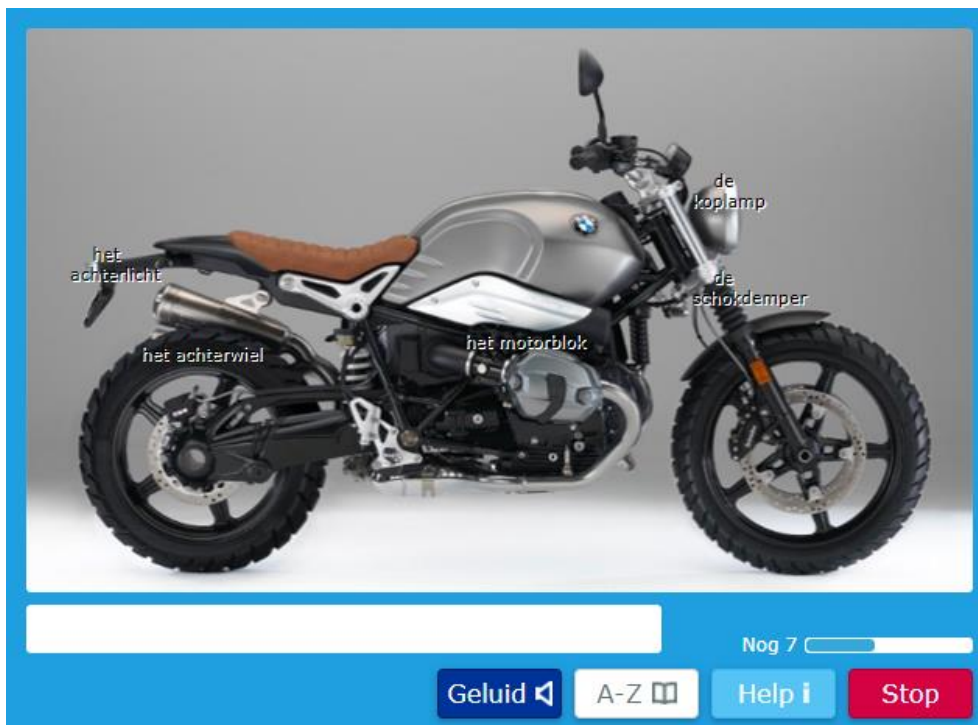 de
koplamp
het
achterlicht
de
schokdemper
het motorblok
het achterwiel
Nog 7
Geluid
A-Z
Help i
Stop